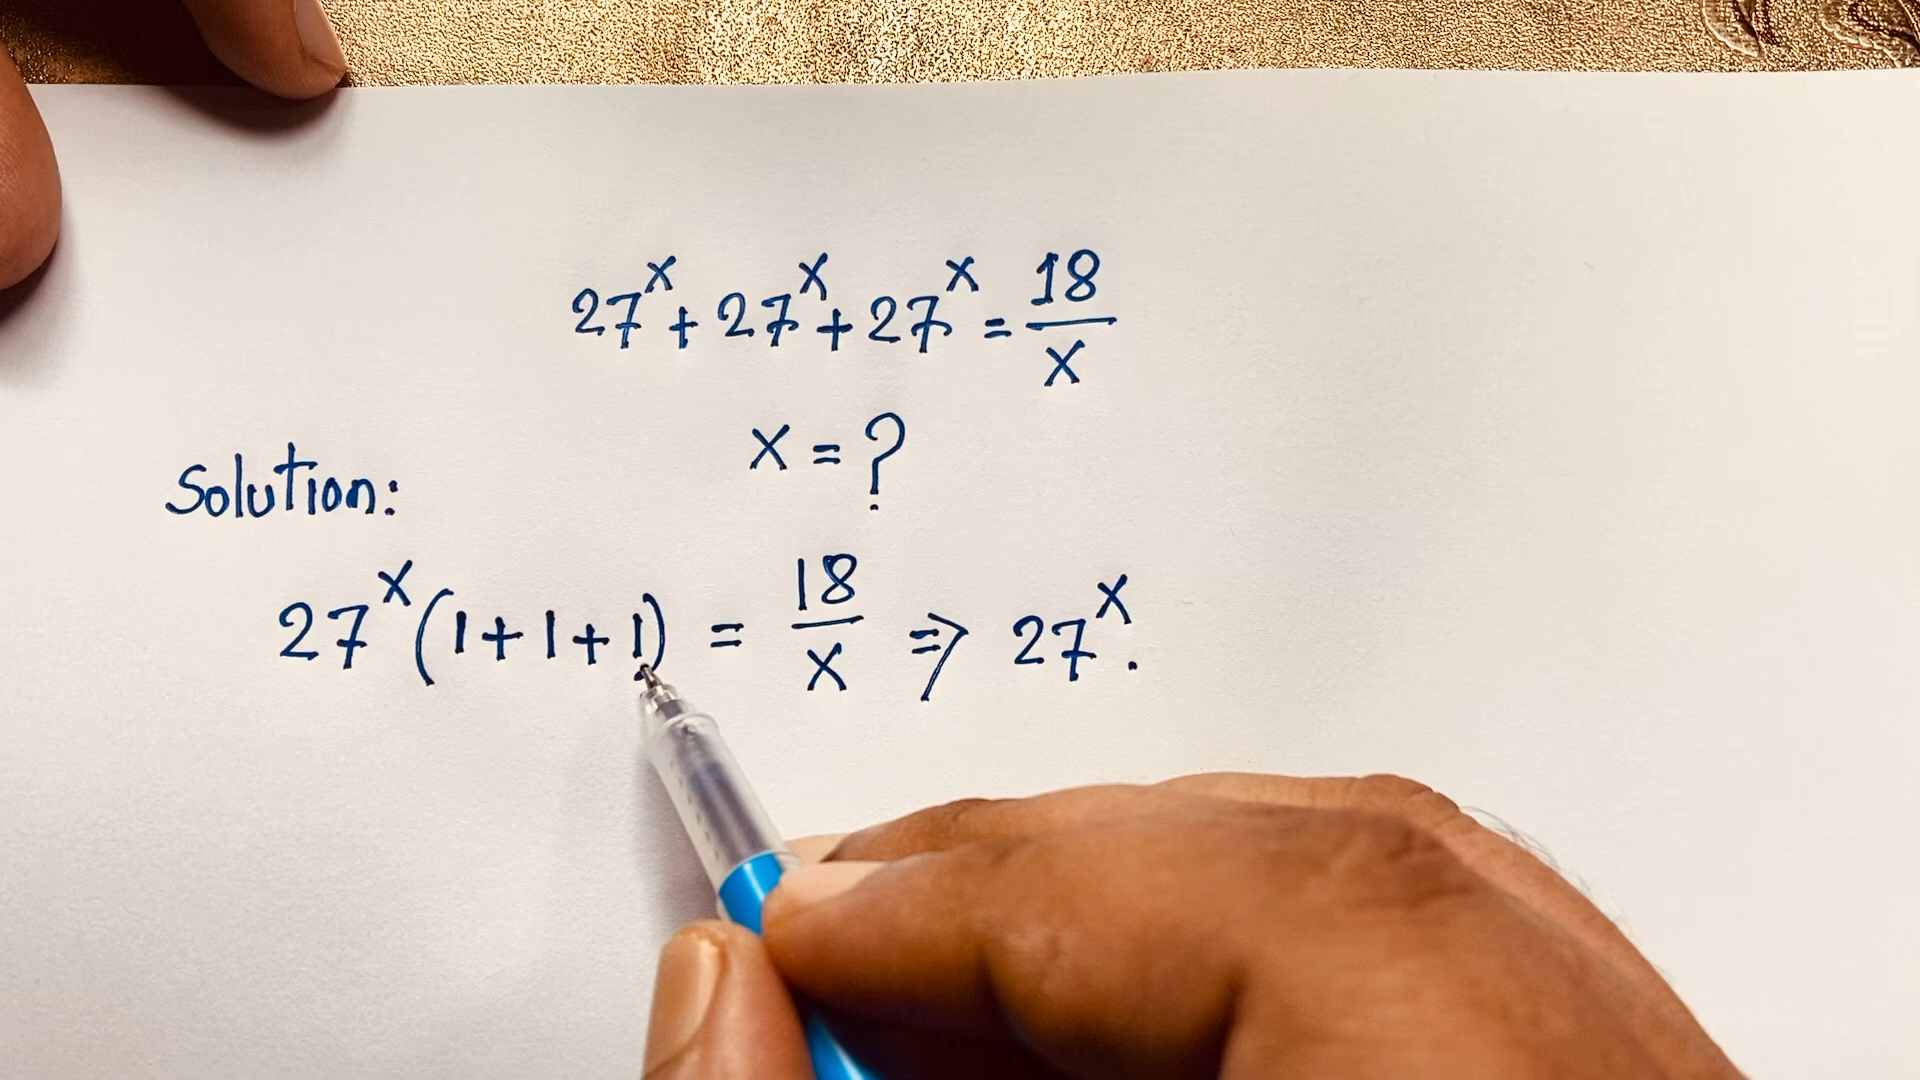 27^x + 27^x + 27^x = 18/x
x = ?
Solution:
27^x (1+1+1) = 18/x ⇒ 27^x .